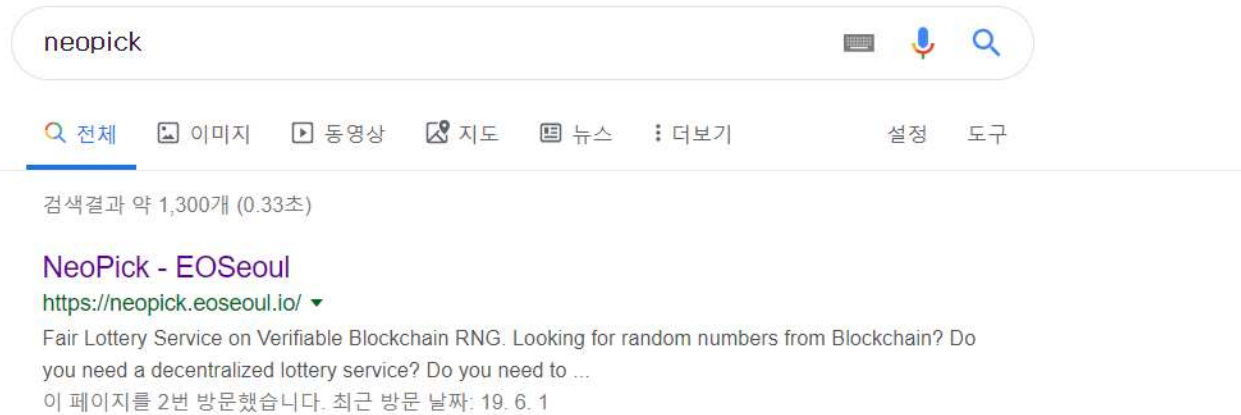 neopick
전체 이미지 동영상 지도 뉴스 더보기 설정 도구
검색결과 약 1,300개 (0.33초)
NeoPick - EOSeoul
https://neopick.eoseoul.io/
Fair Lottery Service on Verifiable Blockchain RNG. Looking for random numbers from Blockchain? Do
you need a decentralized lottery service? Do you need to ...
이 페이지를 2번 방문했습니다. 최근 방문 날짜: 19. 6. 1